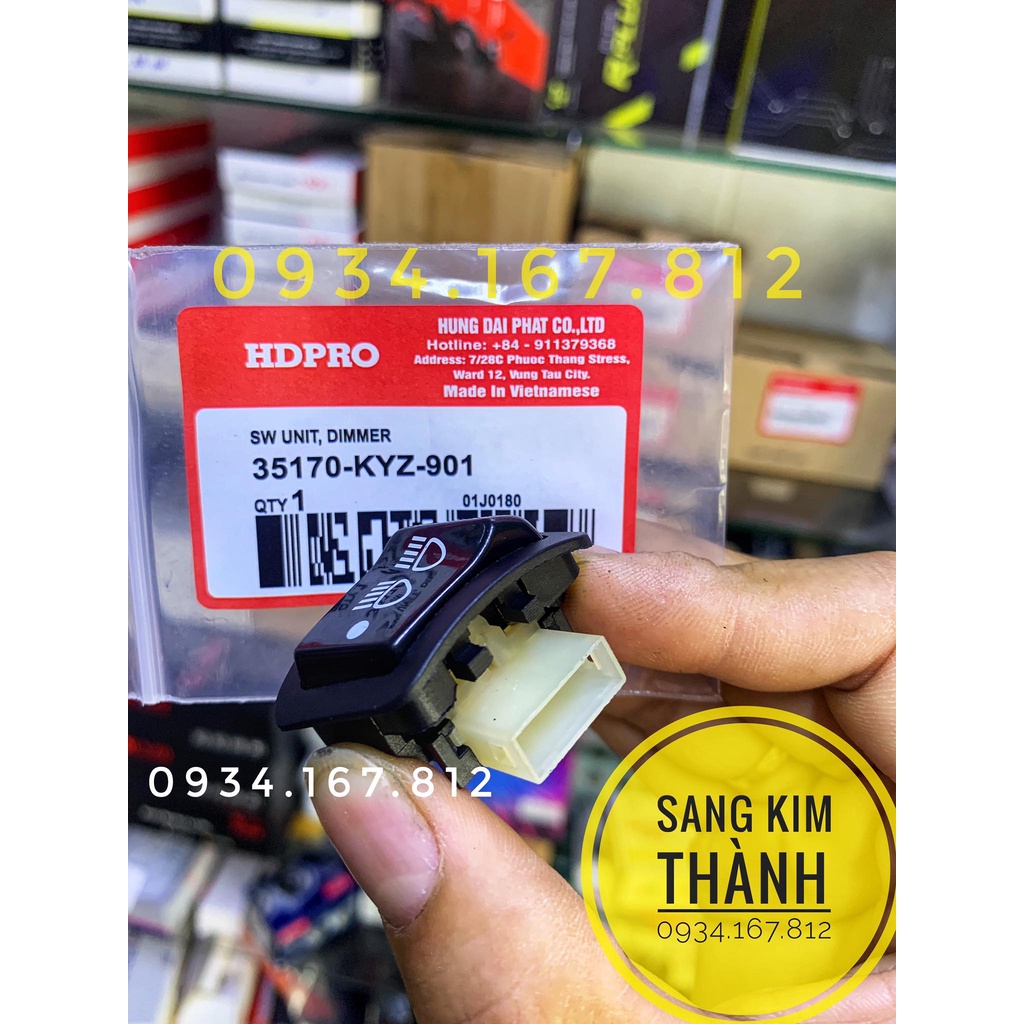 0934.167.812
HDPRO
HUNG DAI PHAT CO.,LTD
Hotline: +84 - 911379368
Address: 7/28C Phuoc Thang Stress,
Ward 12, Vung Tau City.
Made In Vietnamese
SW UNIT, DIMMER
35170-KYZ-901
QTY 1
01J0180
0934.167.812
SANG KIM
THÀNH
0934.167.812